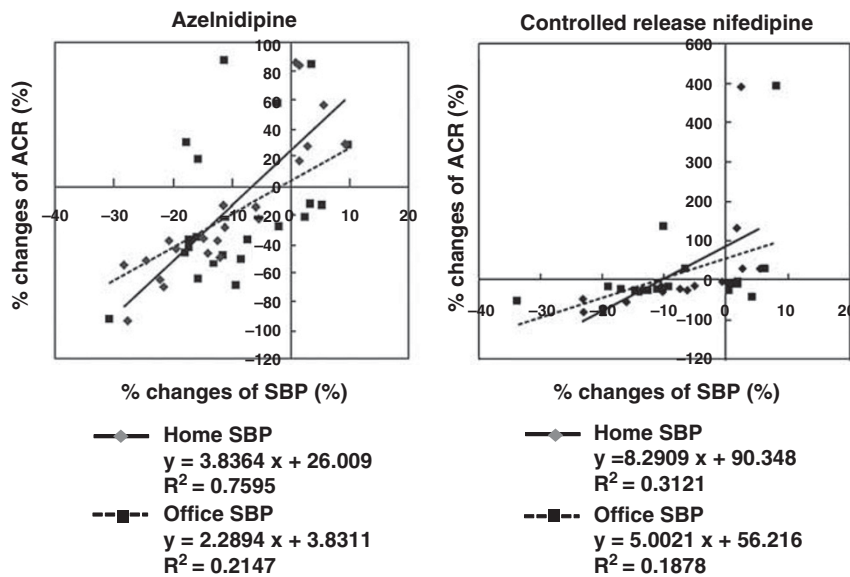 Azelnidipine
% changes of ACR (%)
100
80
60
40
20
0
−40
−30
−20
−10
0
10
20
−20
−40
−60
−80
−100
−120
% changes of SBP (%)
Home SBP
y = 3.8364 x + 26.009
R² = 0.7595
Office SBP
y = 2.2894 x + 3.8311
R² = 0.2147
Controlled release nifedipine
% changes of ACR (%)
600
500
400
300
200
100
0
−40
−30
−20
−10
0
10
20
−100
−120
% changes of SBP (%)
Home SBP
y =8.2909 x + 90.348
R² = 0.3121
Office SBP
y = 5.0021 x + 56.216
R² = 0.1878